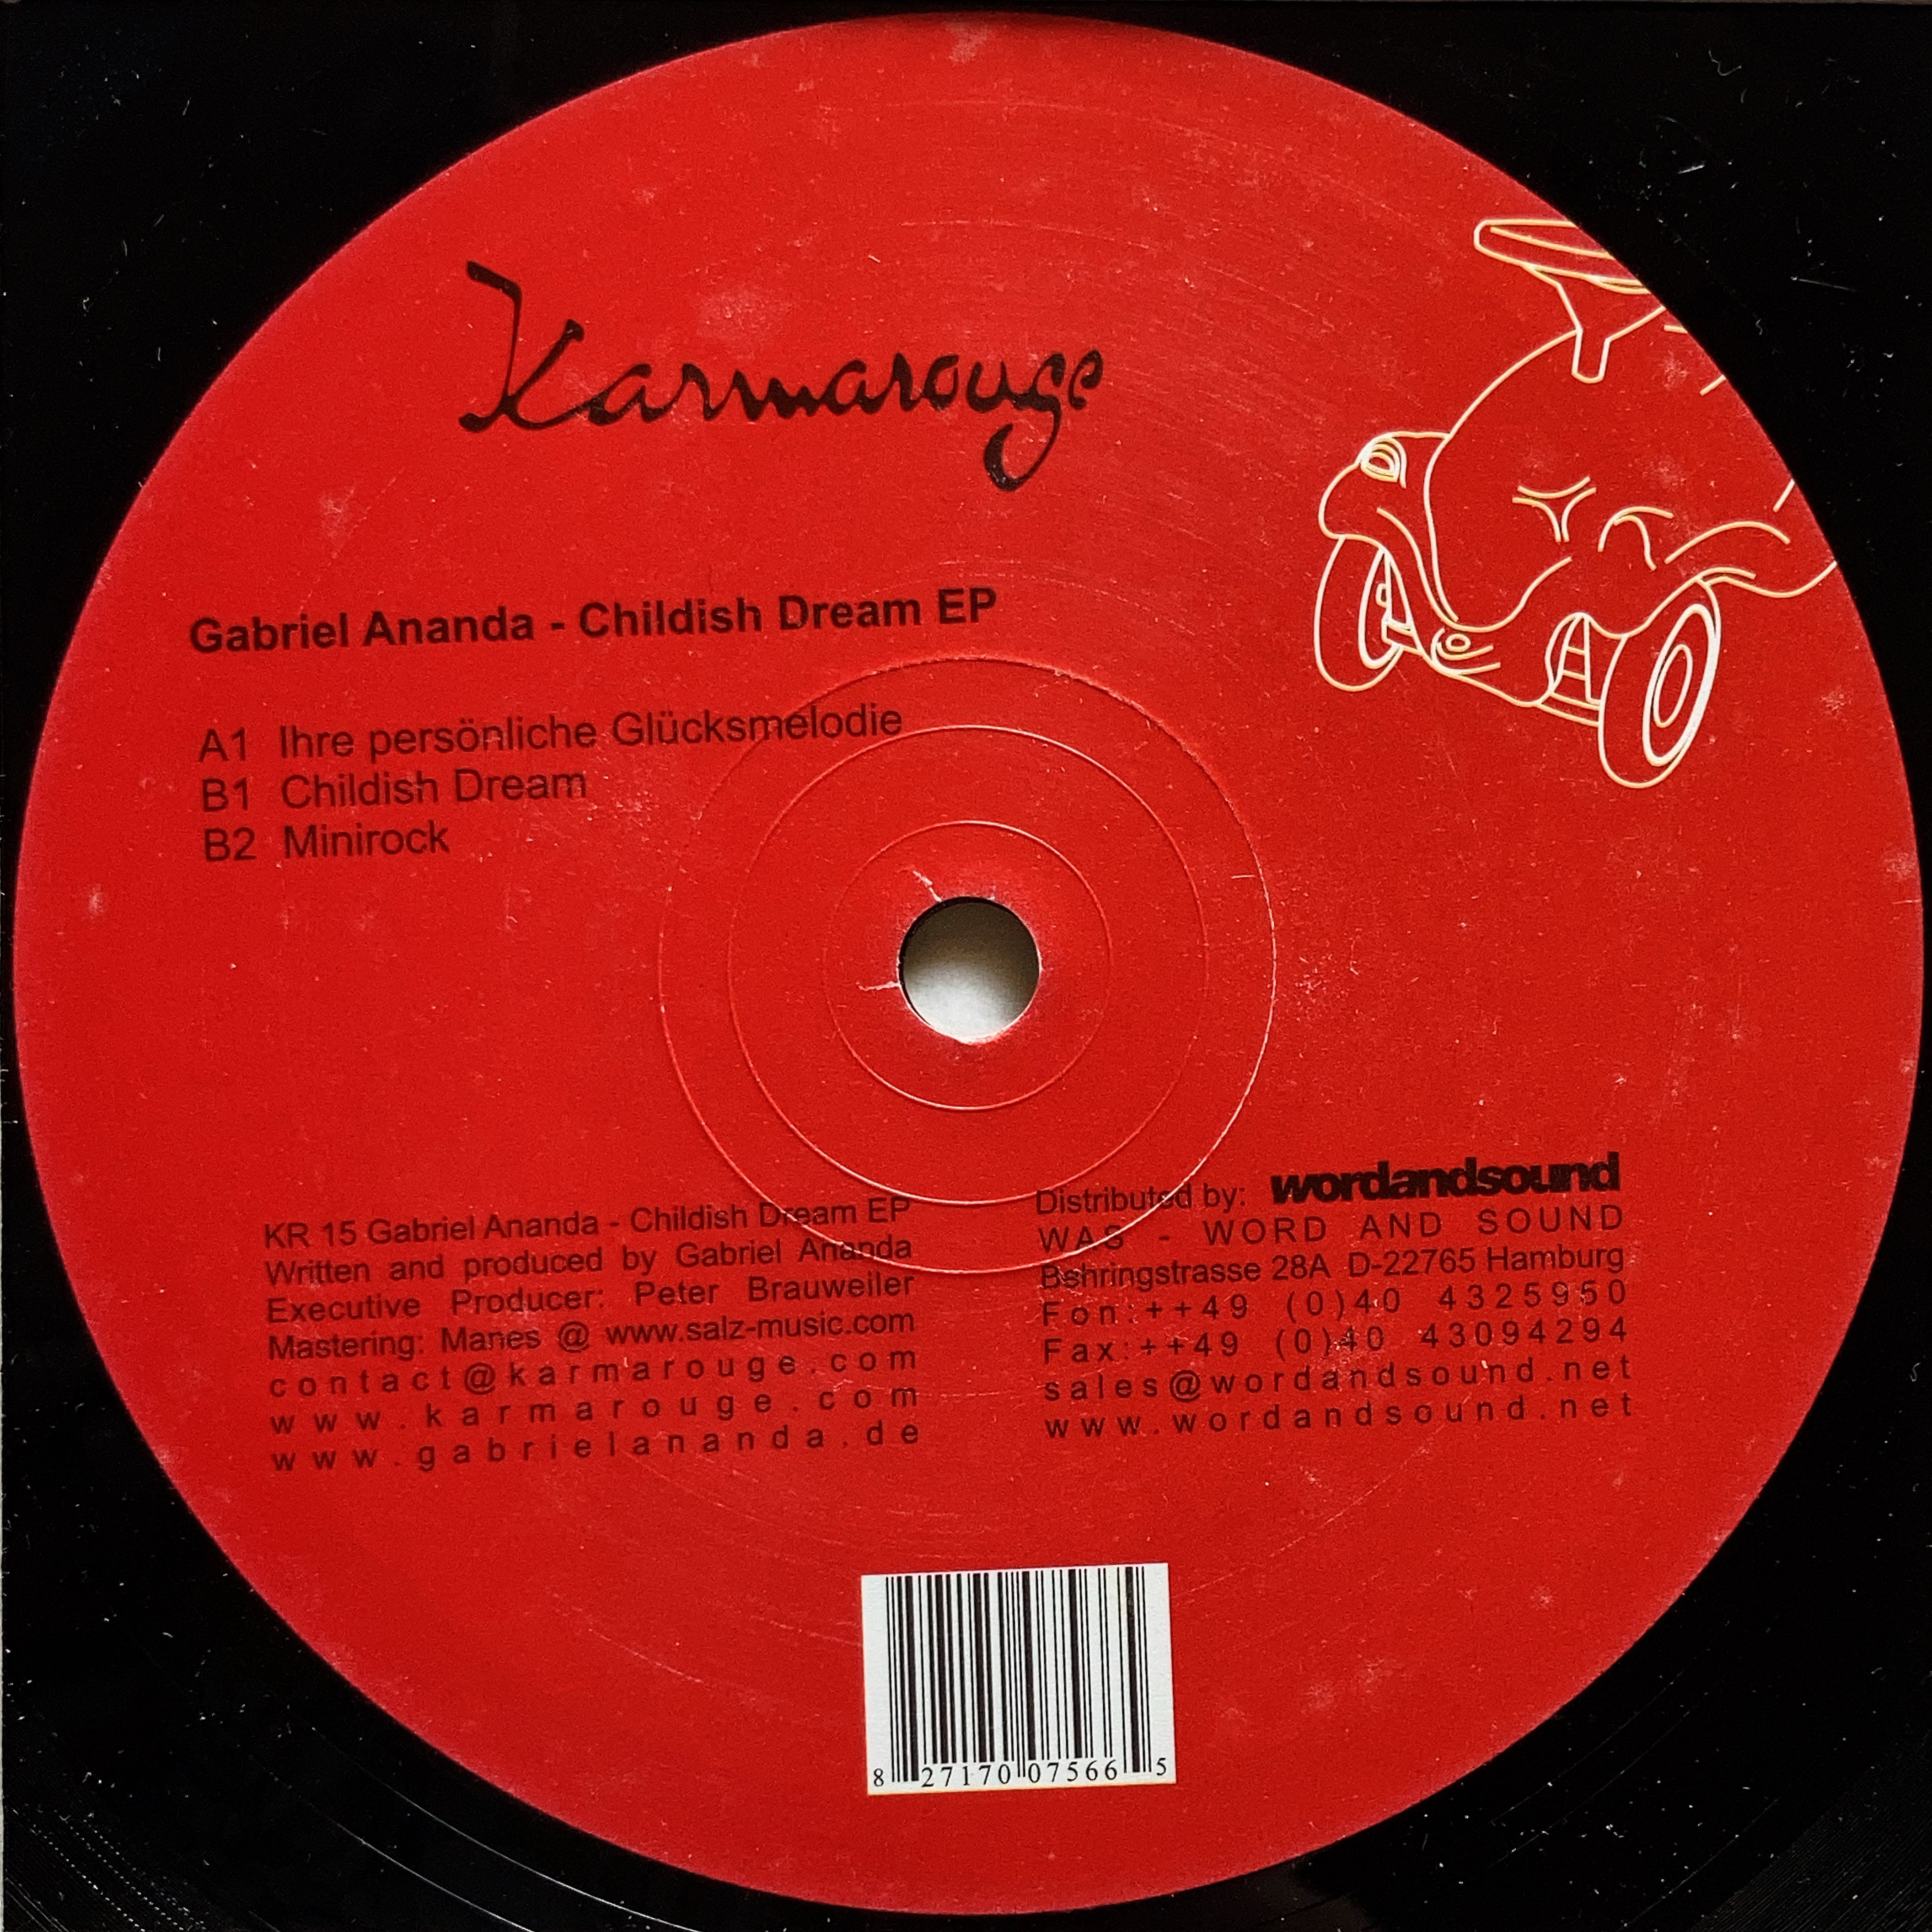 Karmarouge
Gabriel Ananda - Childish Dream EP
A1 Ihre persönliche Glücksmelodie
B1 Childish Dream
B2 Minirock
KR 15 Gabriel Ananda - Childish Dream EP
Written and produced by Gabriel Ananda
Executive Producer: Peter Brauweiler
Mastering: Manes @ www.salz-music.com
contact@karmarouge.com
www.karmarouge.com
www.gabrielananda.de
Distributed by: wordandsound
WAS - WORD AND SOUND
Bshringstrasse 28A D-22765 Hamburg
Fon:++49 (0)40 4325950
Fax:++49 (0)40 43094294
sales@wordandsound.net
www.wordandsound.net
8 27170 07566 5